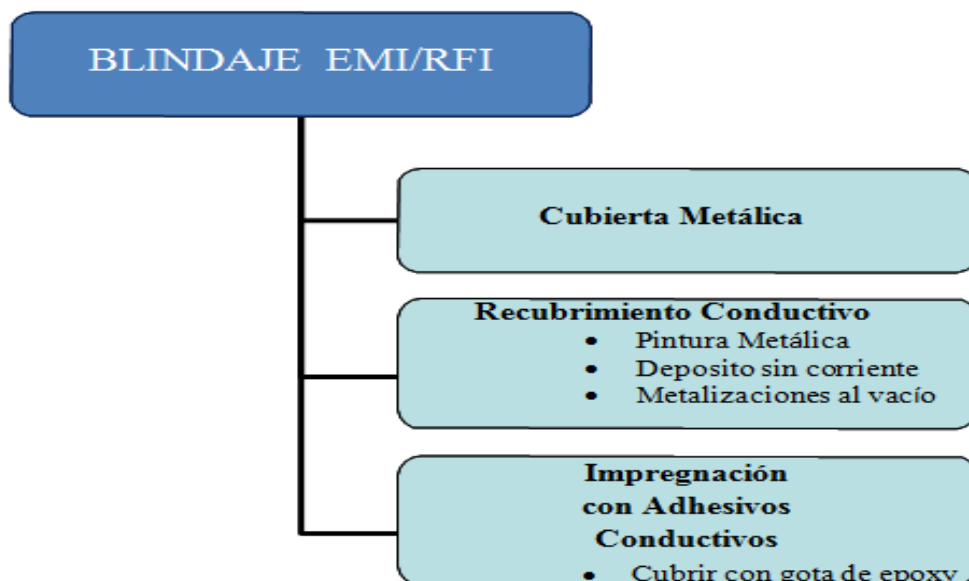 BLINDAJE EMI/RFI
Cubierta Metálica
Recubrimiento Conductivo
• Pintura Metálica
• Deposito sin corriente
• Metalizaciones al vacío
Impregnación
con Adhesivos
Conductivos
• Cubrir con gota de epoxy